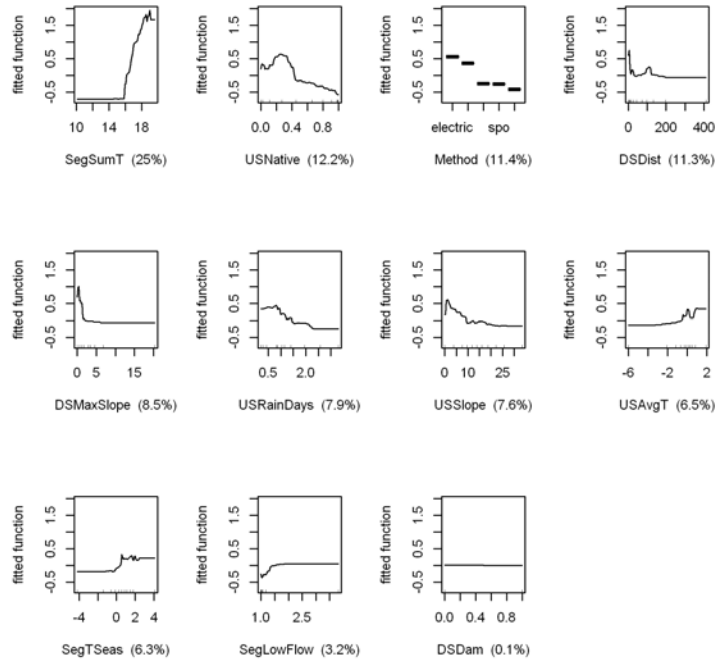 fitted function
-0.5 0.5 1.5
10 14 18
SegSumT (25%)
fitted function
-0.5 0.5 1.5
0.0 0.4 0.8
USNative (12.2%)
fitted function
-0.5 0.5 1.5
electric spo
Method (11.4%)
fitted function
-0.5 0.5 1.5
0 200 400
DSDist (11.3%)
fitted function
-0.5 0.5 1.5
0 5 15
DSMaxSlope (8.5%)
fitted function
-0.5 0.5 1.5
0.5 2.0
USRainDays (7.9%)
fitted function
-0.5 0.5 1.5
0 10 25
USSlope (7.6%)
fitted function
-0.5 0.5 1.5
-6 -2 2
USAvgT (6.5%)
fitted function
-0.5 0.5 1.5
-4 0 2 4
SegTSeas (6.3%)
fitted function
-0.5 0.5 1.5
1.0 2.5
SegLowFlow (3.2%)
fitted function
-0.5 0.5 1.5
0.0 0.4 0.8
DSDam (0.1%)